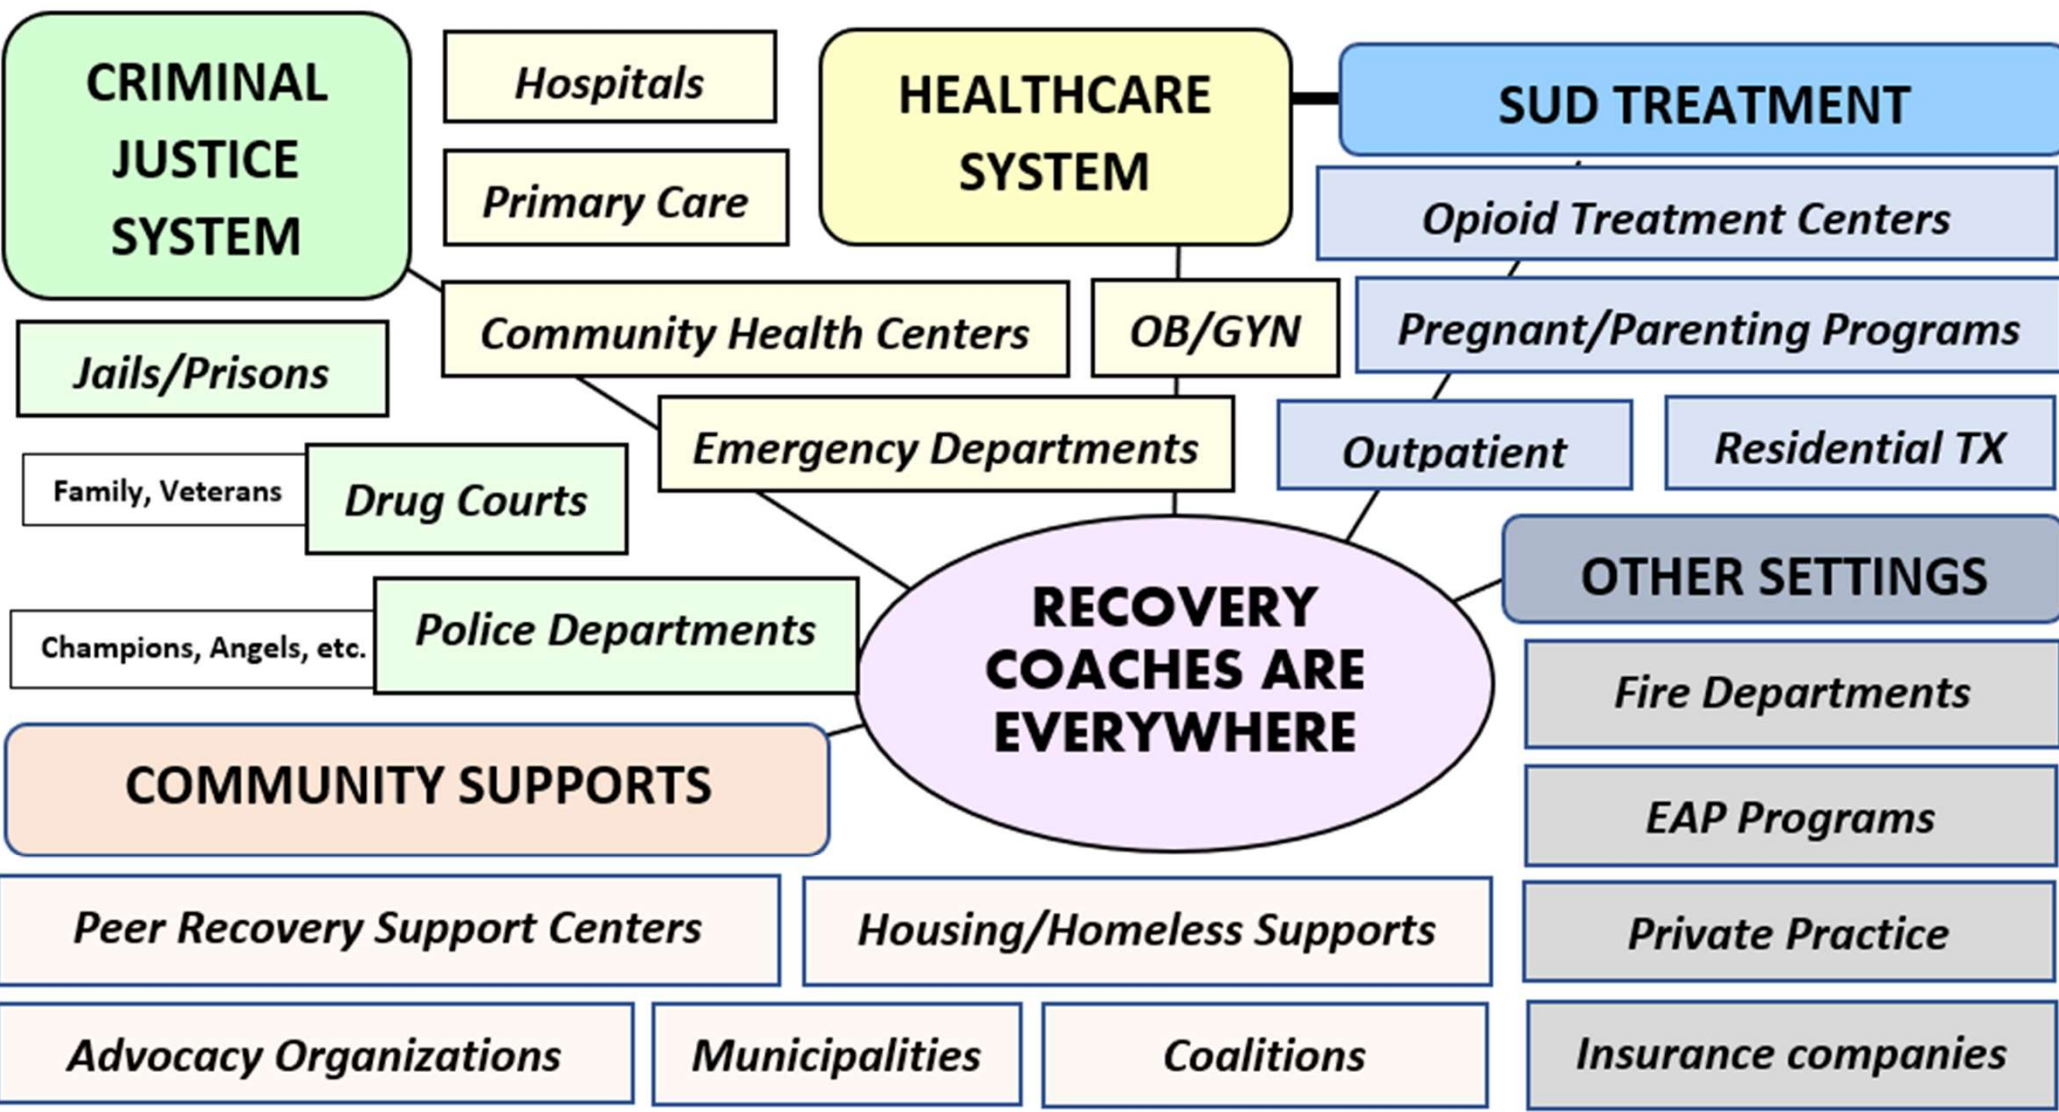 CRIMINAL
JUSTICE
SYSTEM
Hospitals
Primary Care
HEALTHCARE
SYSTEM
SUD TREATMENT
Opioid Treatment Centers
Community Health Centers
OB/GYN
Pregnant/Parenting Programs
Jails/Prisons
Emergency Departments
Outpatient
Residential TX
Family, Veterans
Drug Courts
OTHER SETTINGS
Champions, Angels, etc.
Police Departments
RECOVERY
COACHES ARE
EVERYWHERE
Fire Departments
COMMUNITY SUPPORTS
EAP Programs
Peer Recovery Support Centers
Housing/Homeless Supports
Private Practice
Advocacy Organizations
Municipalities
Coalitions
Insurance companies